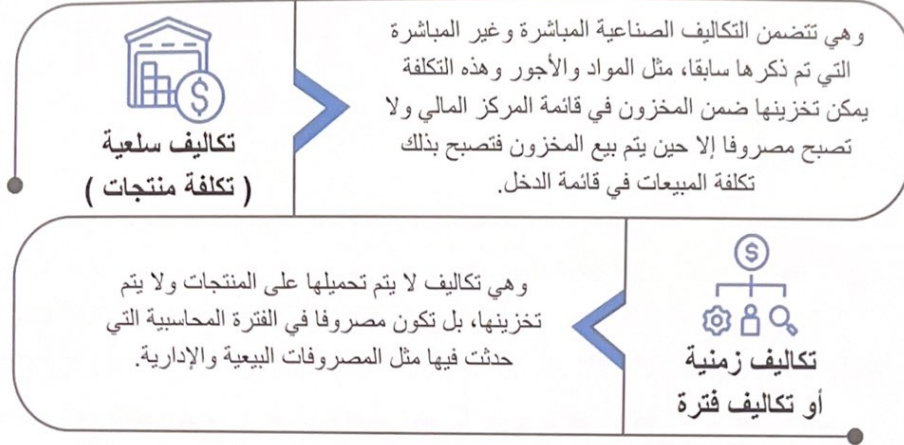 وهي تتضمن التكاليف الصناعية المباشرة وغير المباشرة
التي تم ذكرها سابقا، مثل المواد والأجور وهذه التكلفة
يمكن تخزينها ضمن المخزون في قائمة المركز المالي ولا
تصبح مصروفا إلا حين يتم بيع المخزون فتصبح بذلك
تكلفة المبيعات في قائمة الدخل.
$
تكاليف سلعية
( تكلفة منتجات )
$
تكاليف زمنية
أو تكاليف فترة
وهي تكاليف لا يتم تحميلها على المنتجات ولا يتم
تخزينها، بل تكون مصروفا في الفترة المحاسبية التي
حدثت فيها مثل المصروفات البيعية والإدارية.